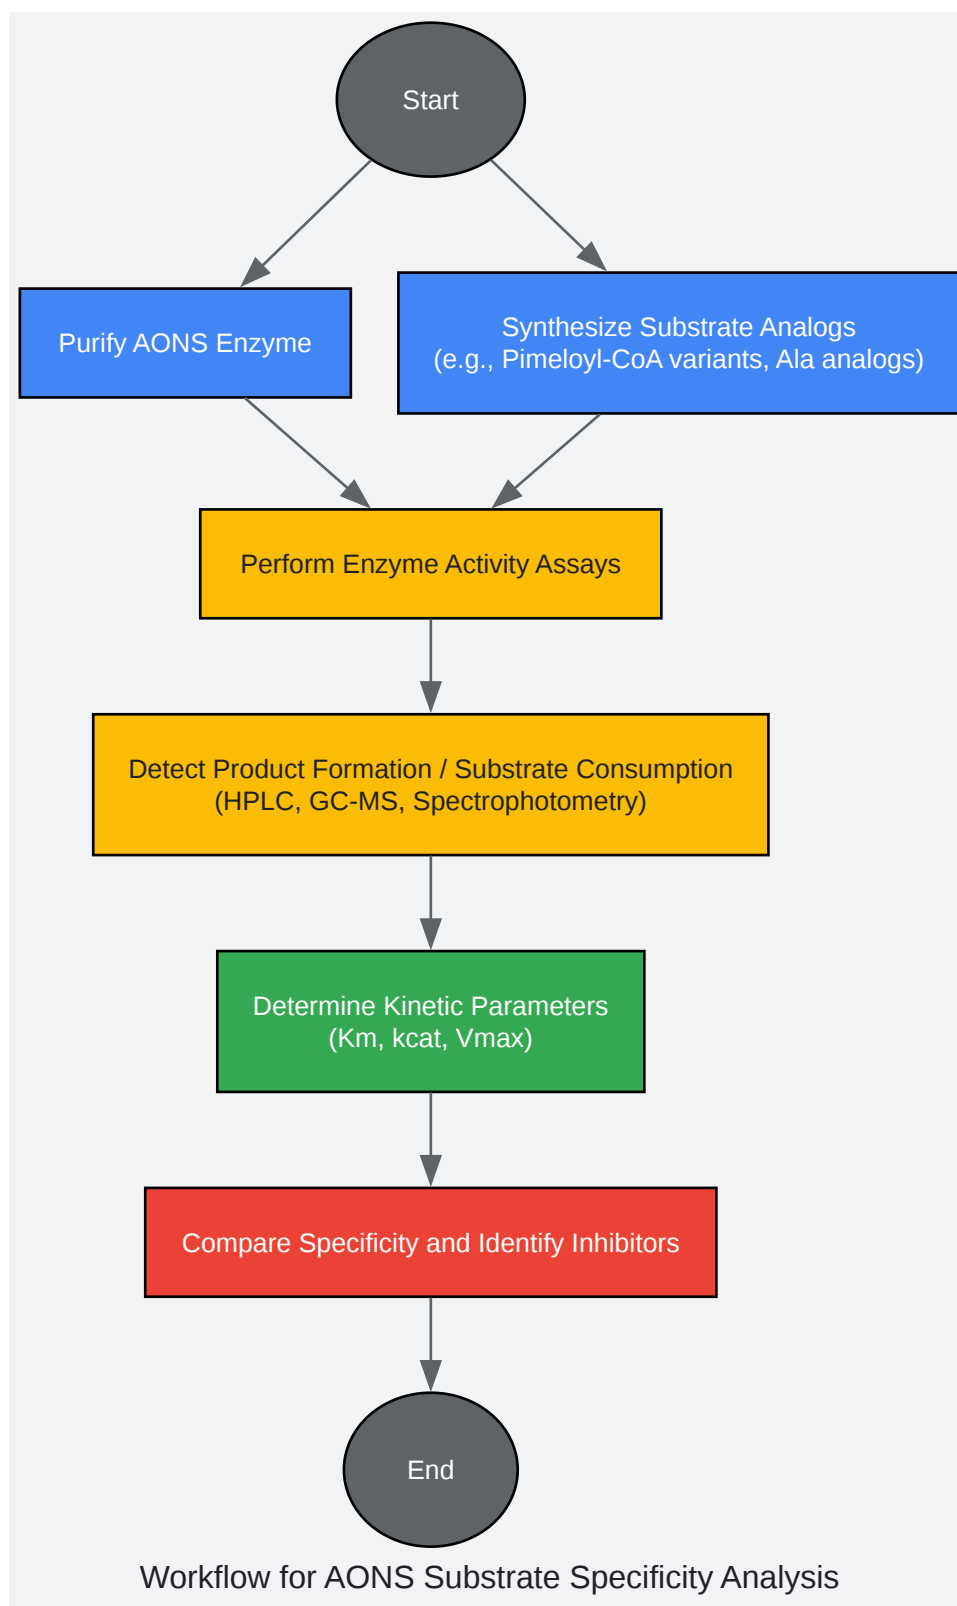 Start
Purify AONS Enzyme
Synthesize Substrate Analogs
(e.g., Pimeloyl-CoA variants, Ala analogs)
Perform Enzyme Activity Assays
Detect Product Formation / Substrate Consumption
(HPLC, GC-MS, Spectrophotometry)
Determine Kinetic Parameters
(Km, kcat, Vmax)
Compare Specificity and Identify Inhibitors
End
Workflow for AONS Substrate Specificity Analysis